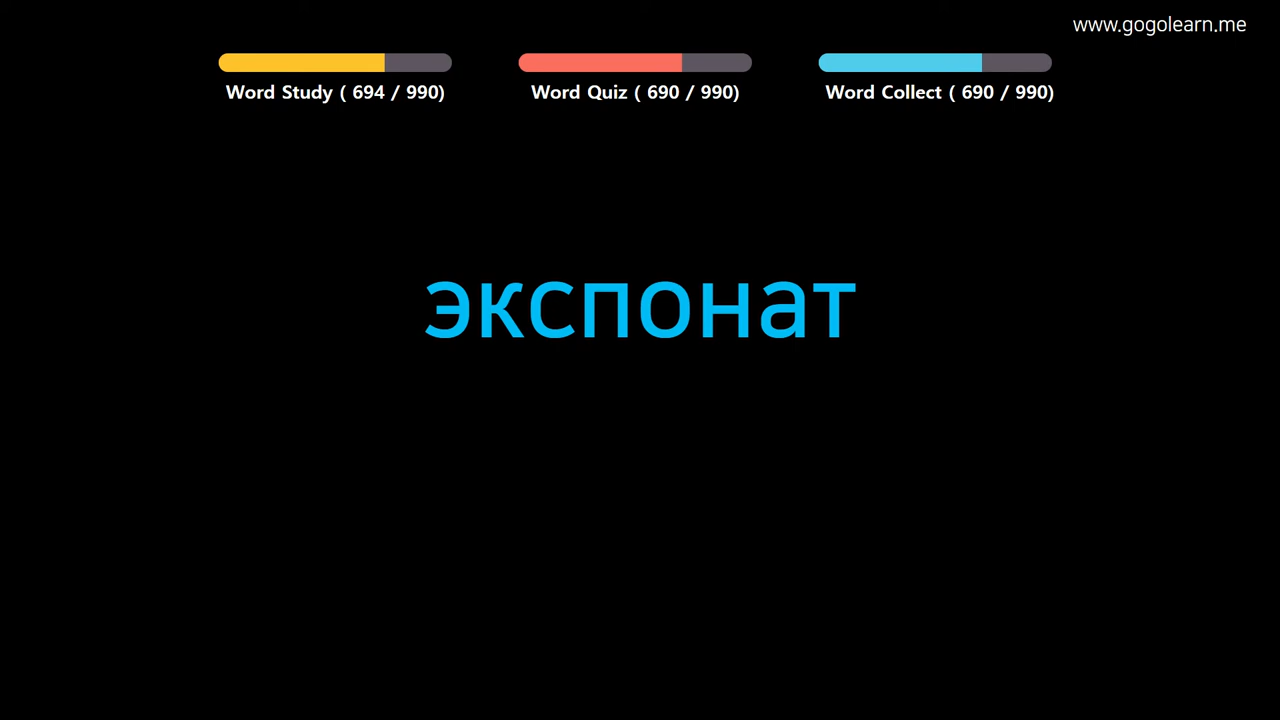 www.gogolearn.me
Word Study ( 694 / 990)
Word Quiz ( 690 / 990)
Word Collect ( 690 / 990)
экспонат